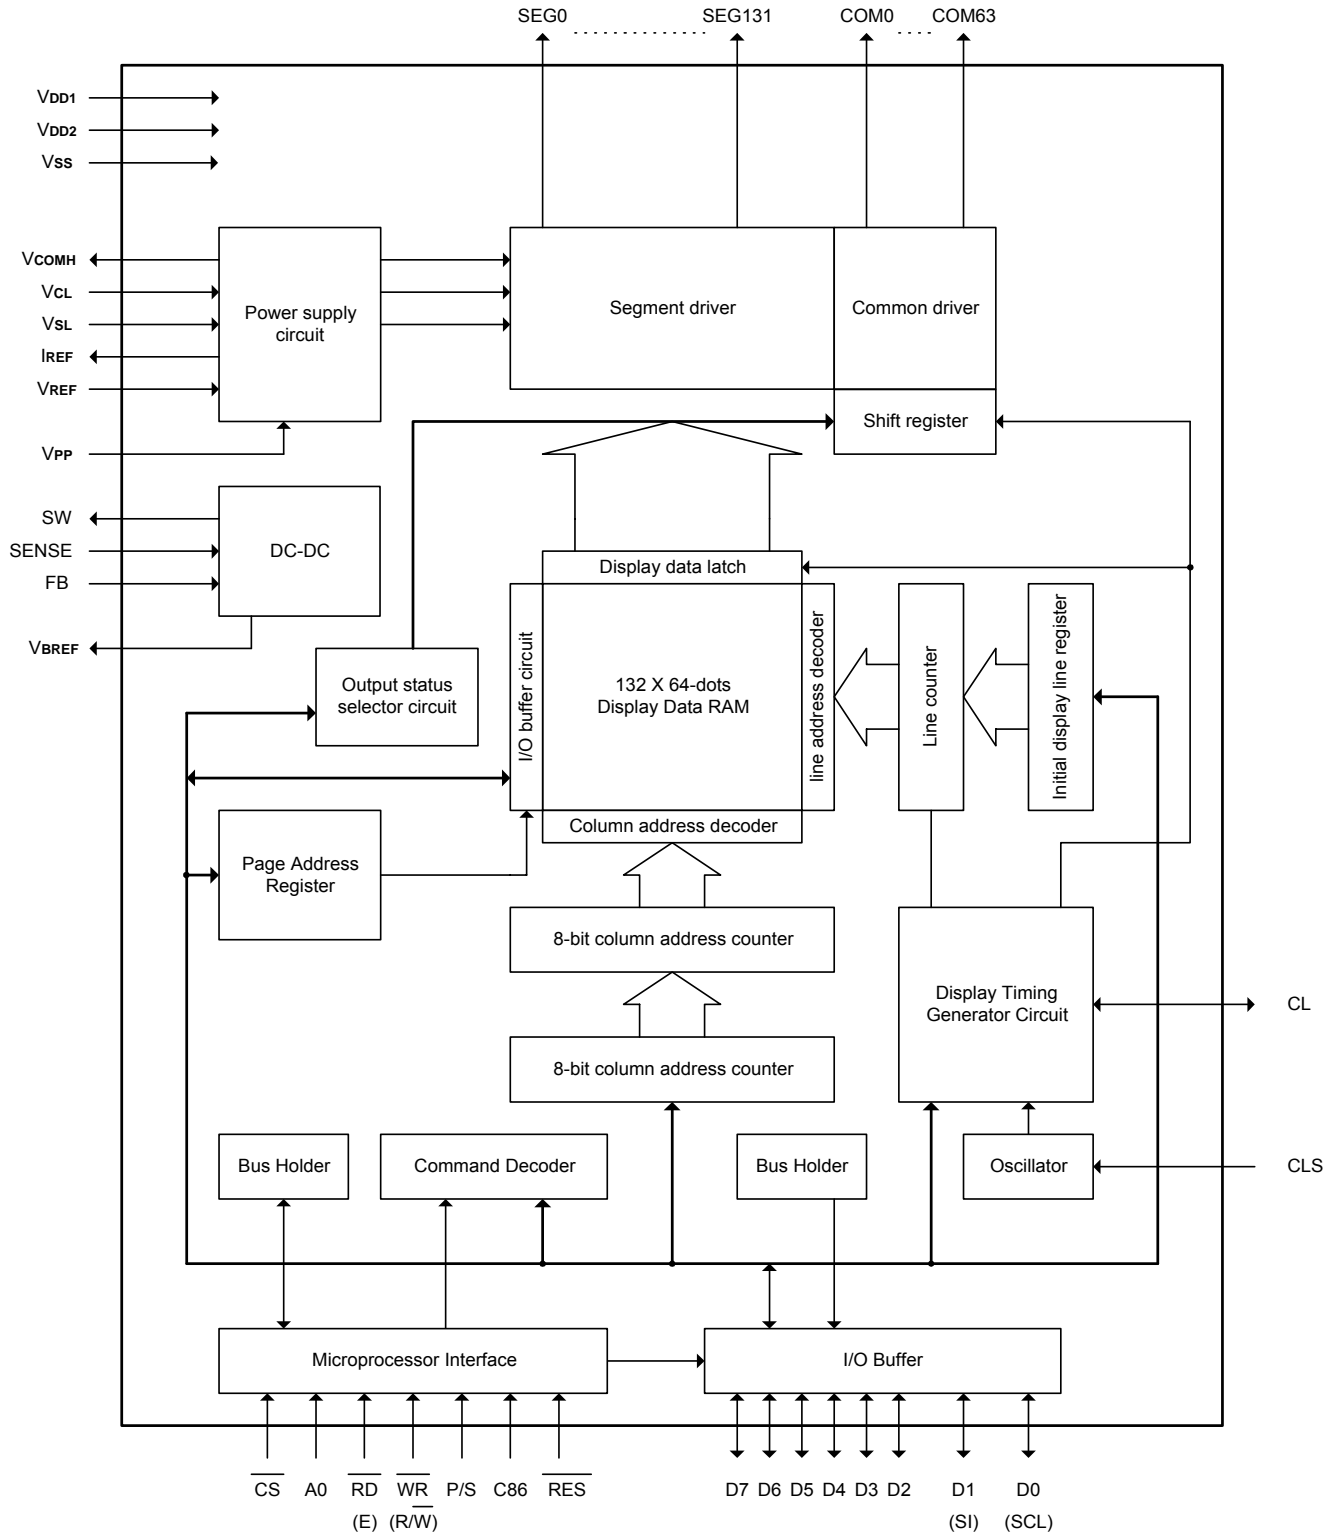 SEG0 SEG131 COM0 COM63
VDD1
VDD2
VSS
VCOMH
VCL
VSL
IREF
VREF
VPP
Power supply
circuit
Segment driver
Common driver
Shift register
SW
SENSE
FB
VBREF
DC-DC
Output status
selector circuit
Display data latch
I/O buffer circuit
132 X 64-dots
Display Data RAM
line address decoder
Line counter
Initial display line register
Column address decoder
Page Address
Register
8-bit column address counter
8-bit column address counter
Display Timing
Generator Circuit
CL
Bus Holder
Command Decoder
Bus Holder
Oscillator
CLS
Microprocessor Interface
I/O Buffer
C̅S̅ A0 R̅D̅ W̅R̅ P/S C86 R̅E̅S̅ D7 D6 D5 D4 D3 D2 D1 D0
(E) (R/W̅) (SI) (SCL)